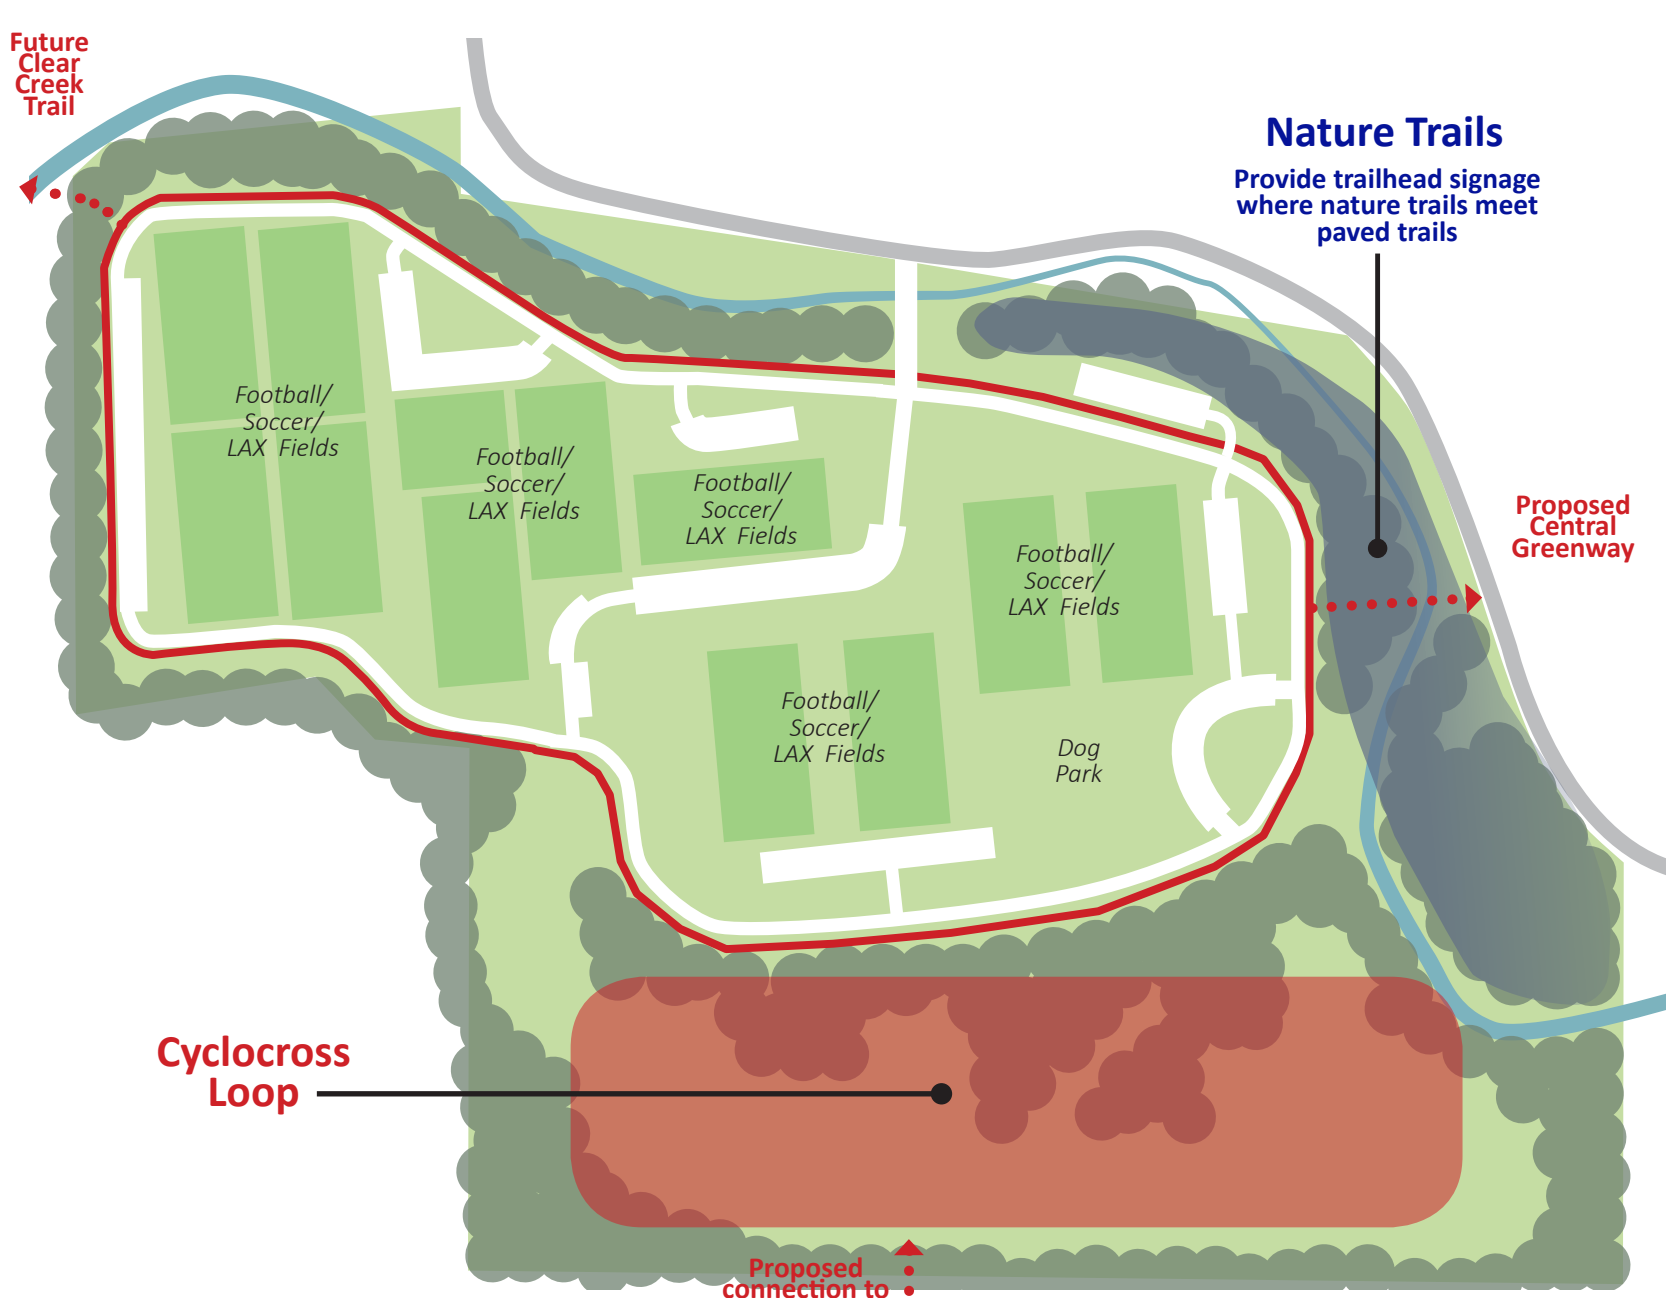 Future
Clear
Creek
Trail
Nature Trails
Provide trailhead signage
where nature trails meet
paved trails
Football/
Soccer/
LAX Fields
Football/
Soccer/
LAX Fields
Football/
Soccer/
LAX Fields
Football/
Soccer/
LAX Fields
Proposed
Central
Greenway
Football/
Soccer/
LAX Fields
Dog
Park
Cyclocross
Loop
Proposed
connection to